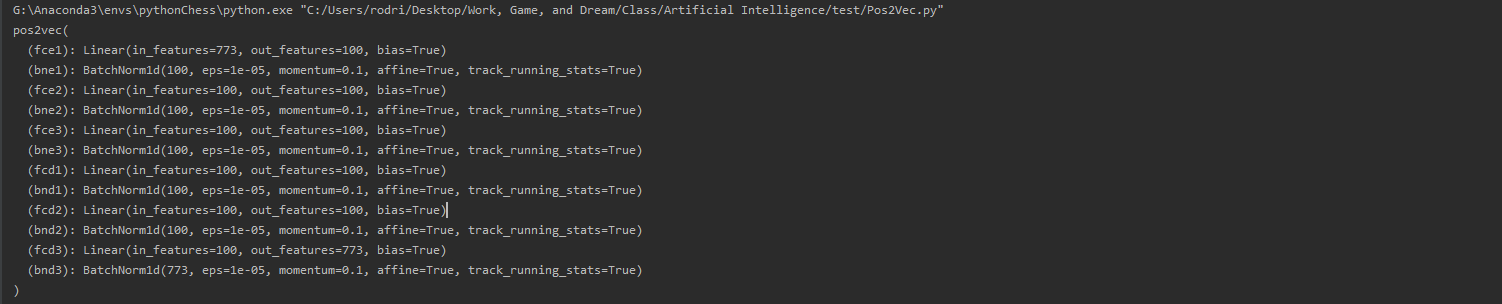 G:\Anaconda3\envs\pythonChess\python.exe "C:/Users/rodri/Desktop/Work, Game, and Dream/Class/Artificial Intelligence/test/Pos2Vec.py"
pos2vec(
  (fce1): Linear(in_features=773, out_features=100, bias=True)
  (bne1): BatchNorm1d(100, eps=1e-05, momentum=0.1, affine=True, track_running_stats=True)
  (fce2): Linear(in_features=100, out_features=100, bias=True)
  (bne2): BatchNorm1d(100, eps=1e-05, momentum=0.1, affine=True, track_running_stats=True)
  (fce3): Linear(in_features=100, out_features=100, bias=True)
  (bne3): BatchNorm1d(100, eps=1e-05, momentum=0.1, affine=True, track_running_stats=True)
  (fcd1): Linear(in_features=100, out_features=100, bias=True)
  (bnd1): BatchNorm1d(100, eps=1e-05, momentum=0.1, affine=True, track_running_stats=True)
  (fcd2): Linear(in_features=100, out_features=100, bias=True)
  (bnd2): BatchNorm1d(100, eps=1e-05, momentum=0.1, affine=True, track_running_stats=True)
  (fcd3): Linear(in_features=100, out_features=773, bias=True)
  (bnd3): BatchNorm1d(773, eps=1e-05, momentum=0.1, affine=True, track_running_stats=True)
)